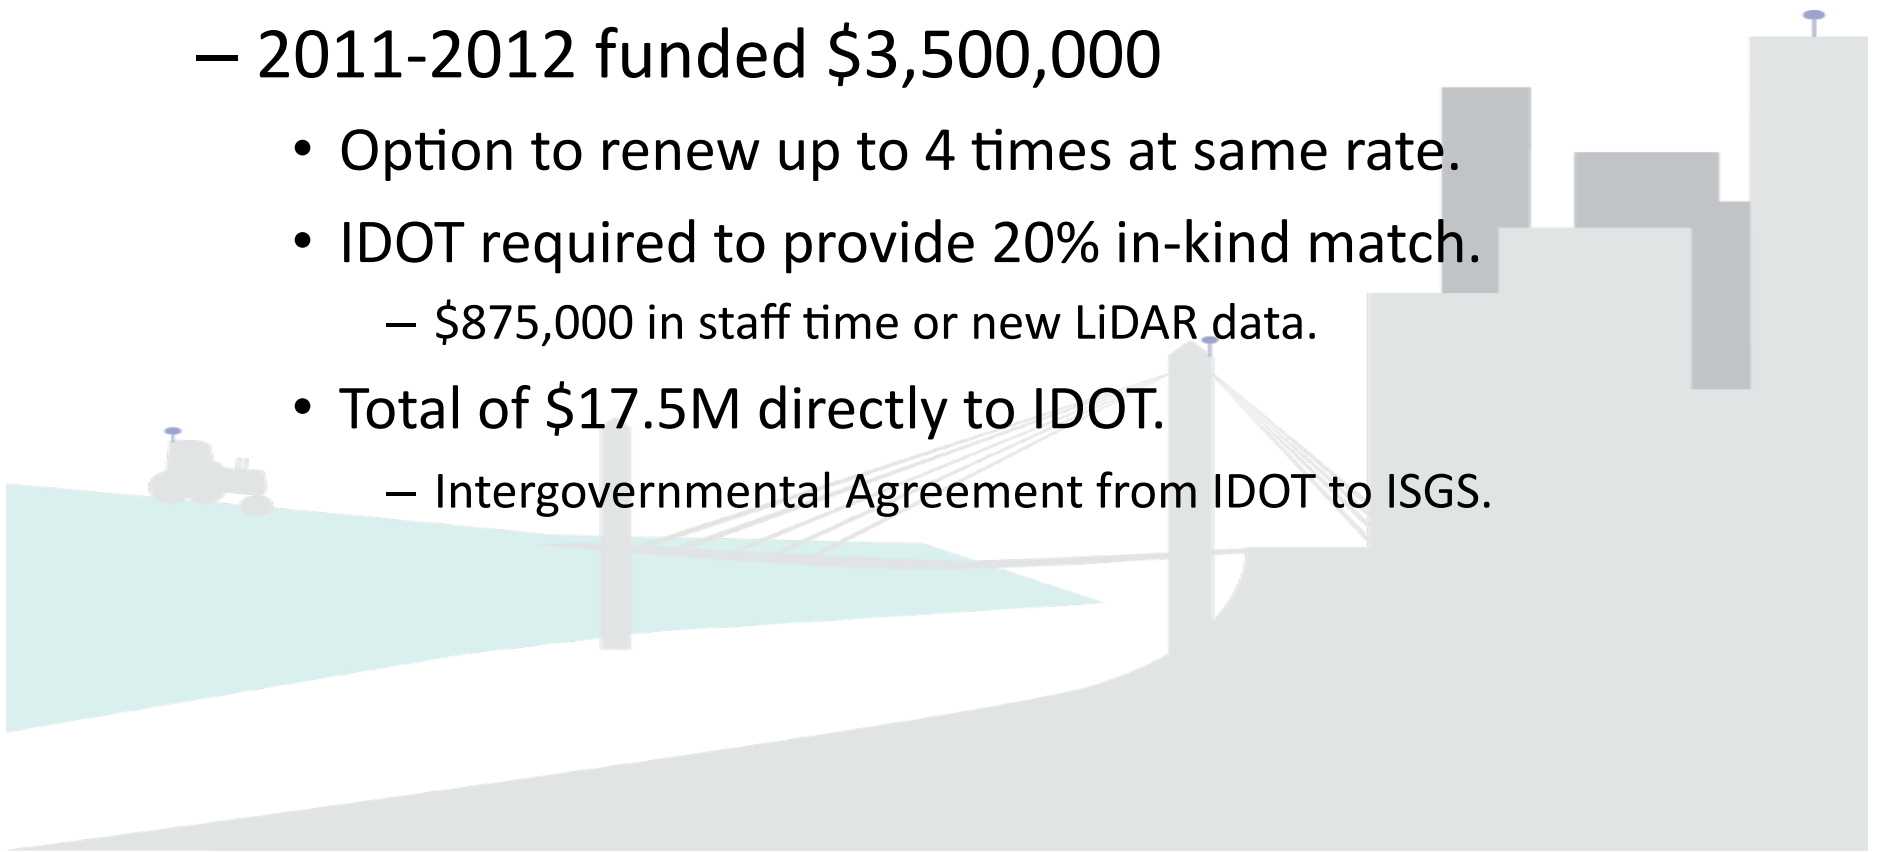 – 2011-2012 funded $3,500,000
• Option to renew up to 4 times at same rate.
• IDOT required to provide 20% in-kind match.
– $875,000 in staff time or new LiDAR data.
• Total of $17.5M directly to IDOT.
– Intergovernmental Agreement from IDOT to ISGS.